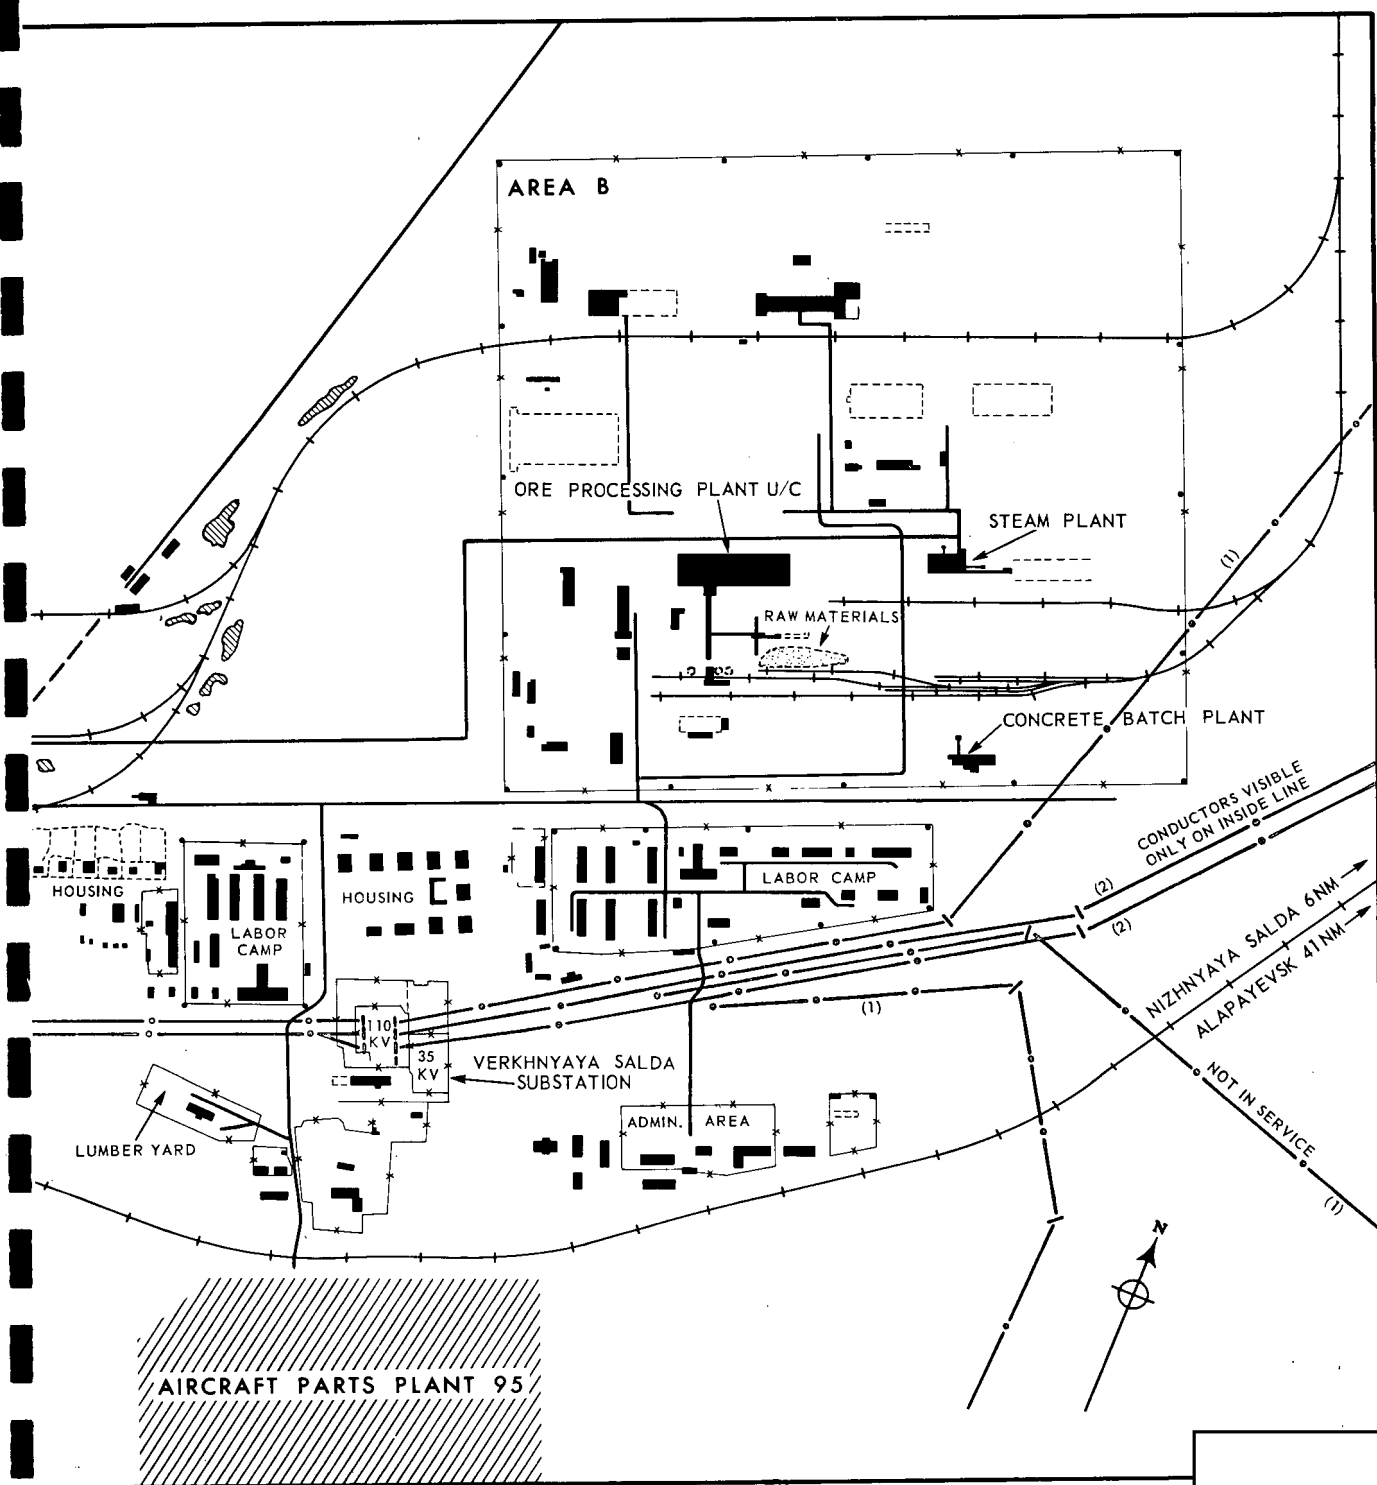 AREA B
ORE PROCESSING PLANT U/C
STEAM PLANT
(1)
RAW MATERIALS
CONCRETE BATCH PLANT
CONDUCTORS VISIBLE
ONLY ON INSIDE LINE
HOUSING
HOUSING
LABOR CAMP
LABOR
CAMP
(2)
(2)
NIZHNYAYA SALDA 6NM
ALAPAYEVSK 41 NM
(1)
110
KV
35
KV
VERKHNYAYA SALDA
SUBSTATION
NOT IN SERVICE
(1)
LUMBER YARD
ADMIN. AREA
N
AIRCRAFT PARTS PLANT 95